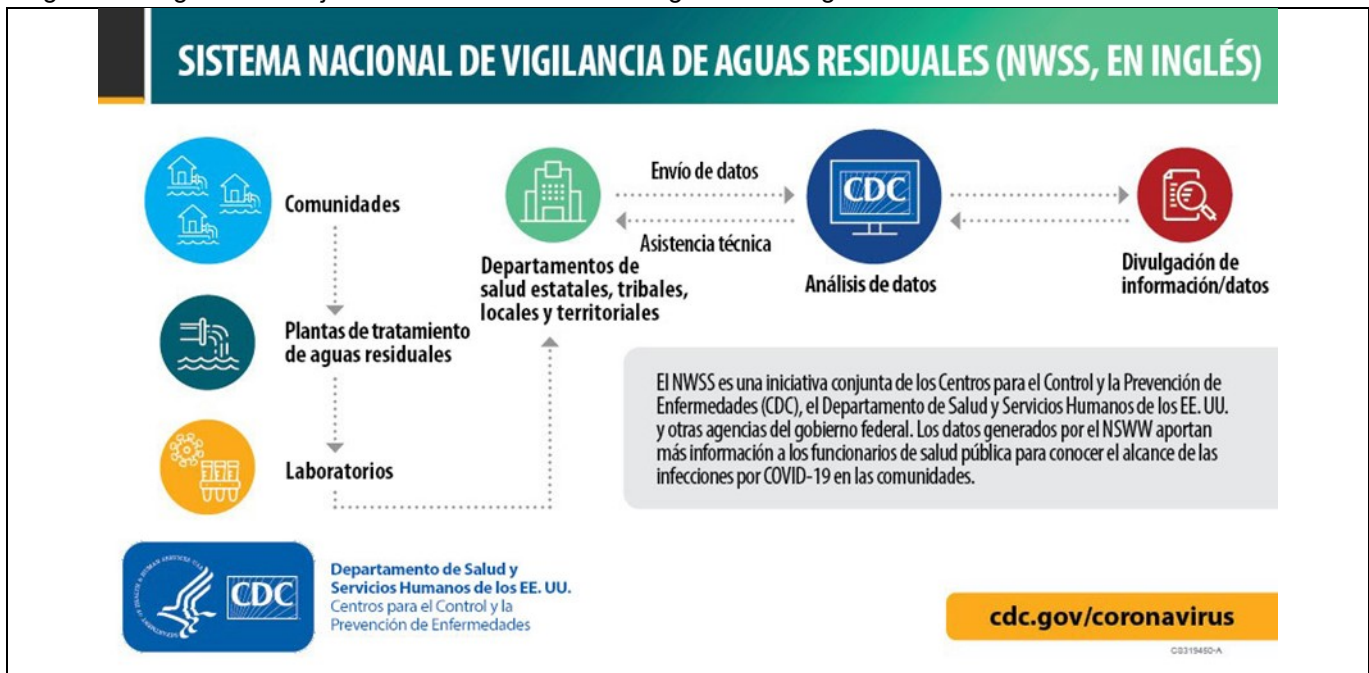 SISTEMA NACIONAL DE VIGILANCIA DE AGUAS RESIDUALES (NWSS, EN INGLÉS)
Comunidades
Plantas de tratamiento
de aguas residuales
Laboratorios
Departamentos de
salud estatales, tribales,
locales y territoriales
Envío de datos
Asistencia técnica
CDC
Análisis de datos
Divulgación de
información/datos
El NWSS es una iniciativa conjunta de los Centros para el Control y la Prevención de
Enfermedades (CDC), el Departamento de Salud y Servicios Humanos de los EE. UU.
y otras agencias del gobierno federal. Los datos generados por el NSWW aportan
más información a los funcionarios de salud pública para conocer el alcance de las
infecciones por COVID-19 en las comunidades.
CDC
Departamento de Salud y
Servicios Humanos de los EE. UU.
Centros para el Control y la
Prevención de Enfermedades
cdc.gov/coronavirus
CS319450-A